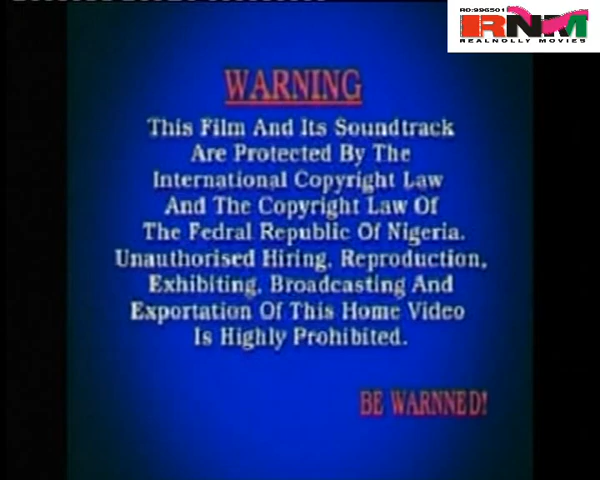 RC:996501
RNM
REALNOLLY MOVIES
WARNING
This Film And Its Soundtrack
Are Protected By The
International Copyright Law
And The Copyright Law Of
The Fedral Republic Of Nigeria.
Unauthorised Hiring, Reproduction,
Exhibiting, Broadcasting And
Exportation Of This Home Video
Is Highly Prohibited.
BE WARNNED!